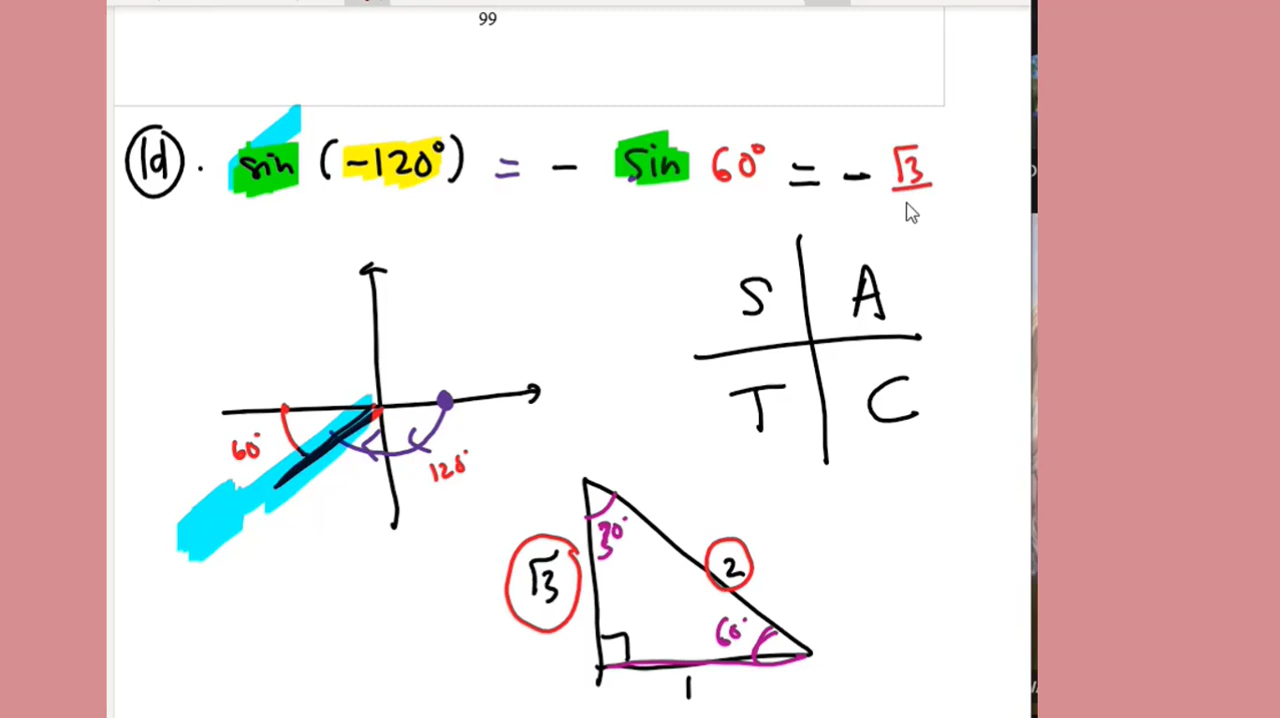 99
(1d). sin (-120°) = - sin 60° = - √3
S A
T C
60°
120°
30°
√3
2
60°
1